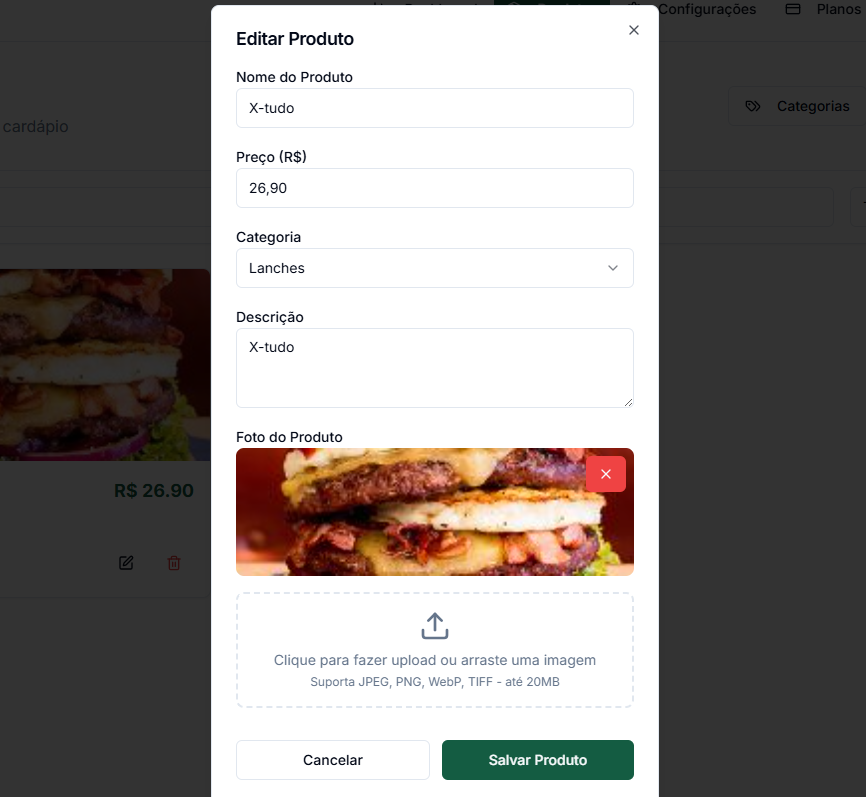 Configurações
Planos
Editar Produto
Nome do Produto
X-tudo
Preço (R$)
26,90
Categorias
cardápio
Categoria
Lanches
Descrição
X-tudo
Foto do Produto
R$ 26.90
Clique para fazer upload ou arraste uma imagem
Suporta JPEG, PNG, WebP, TIFF - até 20MB
Cancelar
Salvar Produto